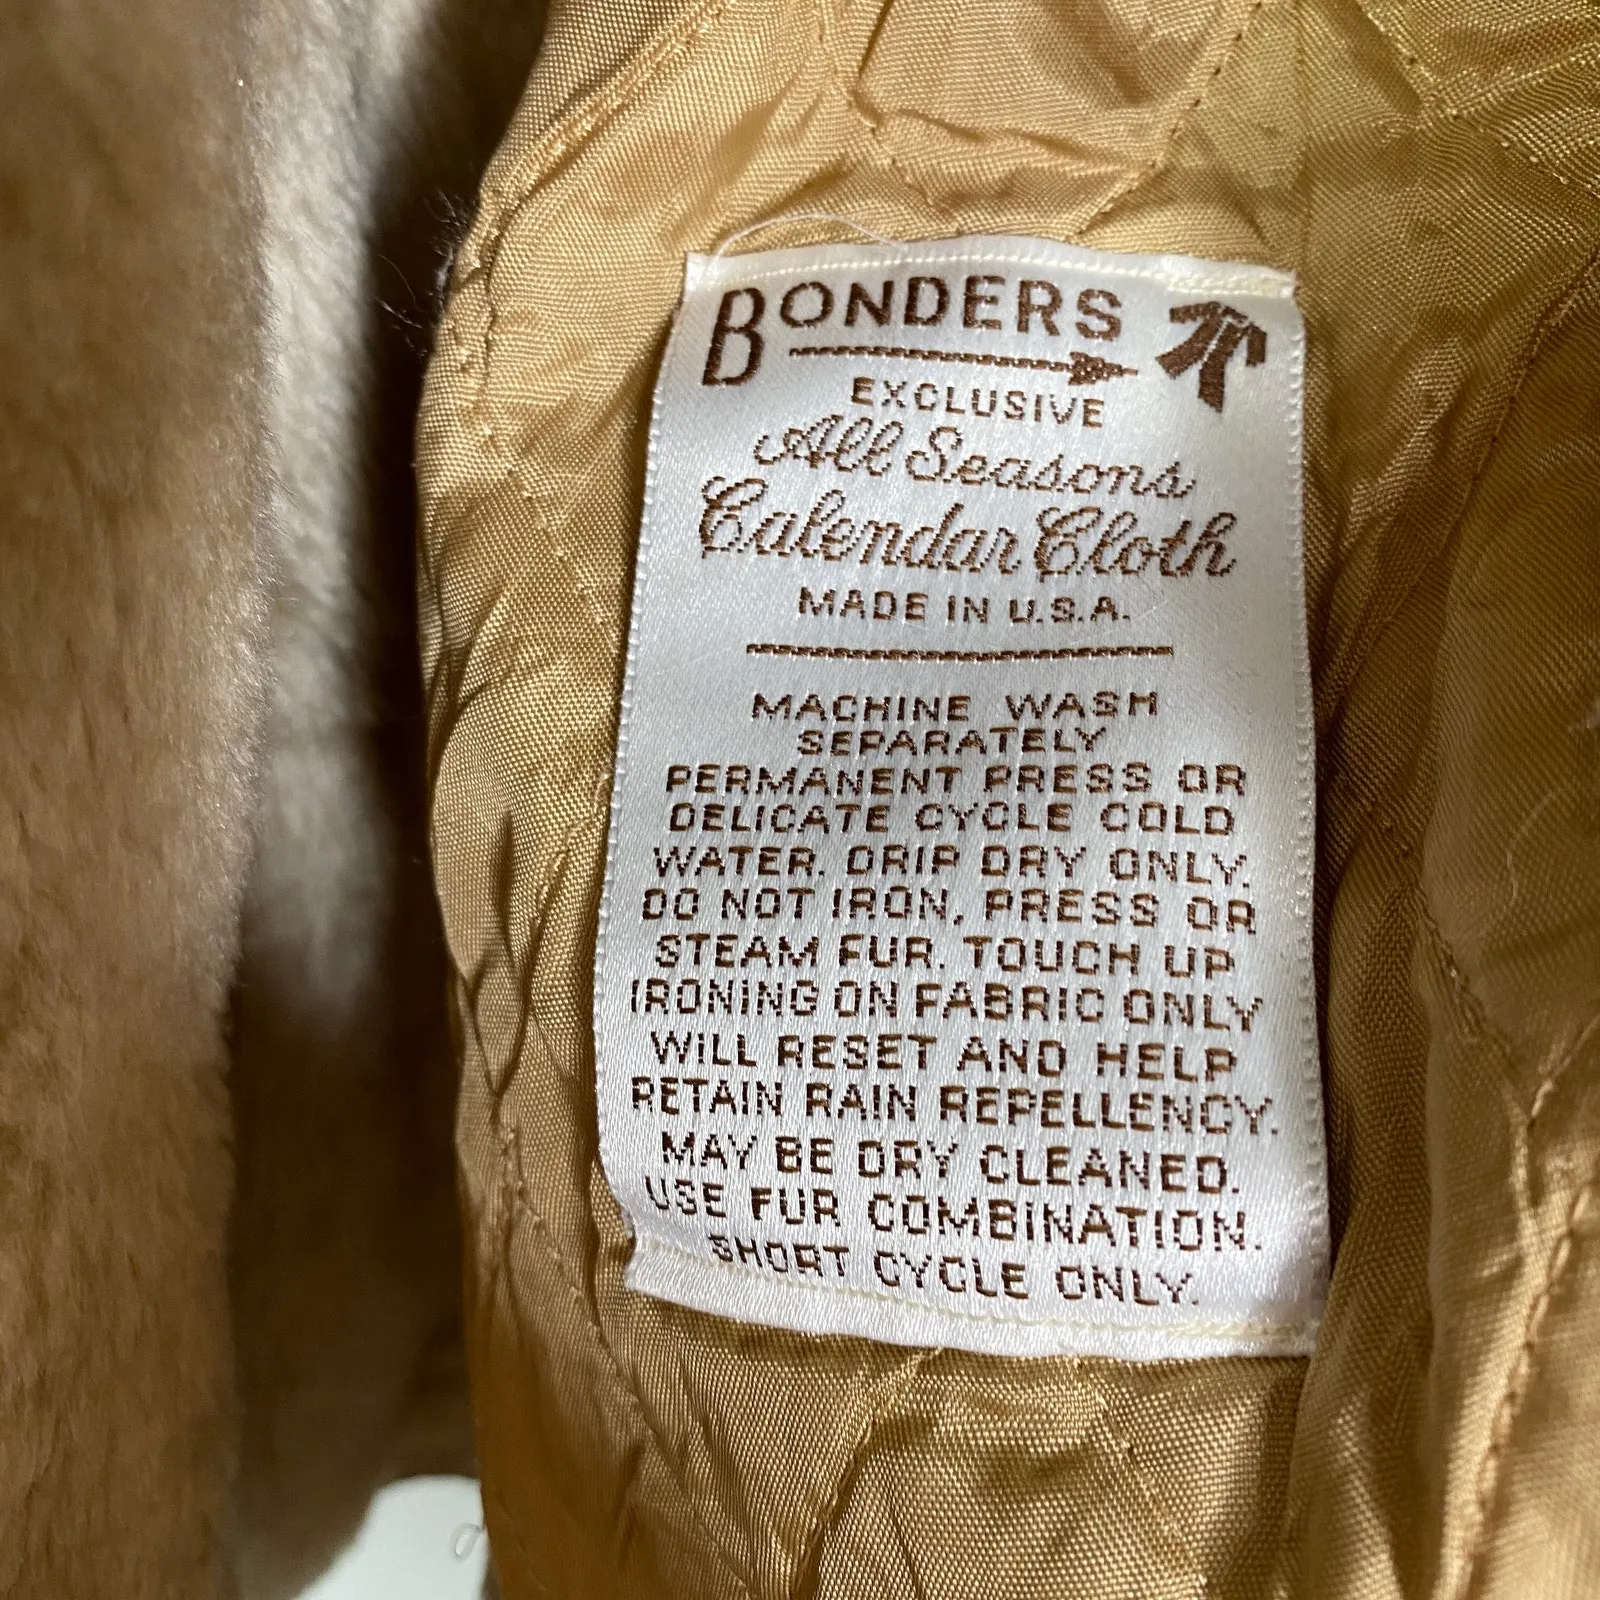 BONDERS
EXCLUSIVE
All Seasons
Calendar Cloth
MADE IN U.S.A.
MACHINE WASH
SEPARATELY
PERMANENT PRESS OR
DELICATE CYCLE COLD
WATER. DRIP DRY ONLY.
DO NOT IRON, PRESS OR
STEAM FUR. TOUCH UP
IRONING ON FABRIC ONLY
WILL RESET AND HELP
RETAIN RAIN REPELLENCY.
MAY BE DRY CLEANED.
USE FUR COMBINATION.
SHORT CYCLE ONLY.